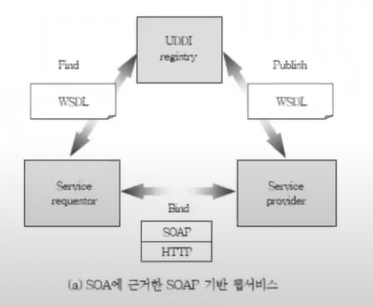 UDDI
registry
Find
Publish
WSDL
WSDL
Service
requestor
Service
provider
Bind
SOAP
HTTP
(a) SOA에 근거한 SOAP 기반 웹서비스